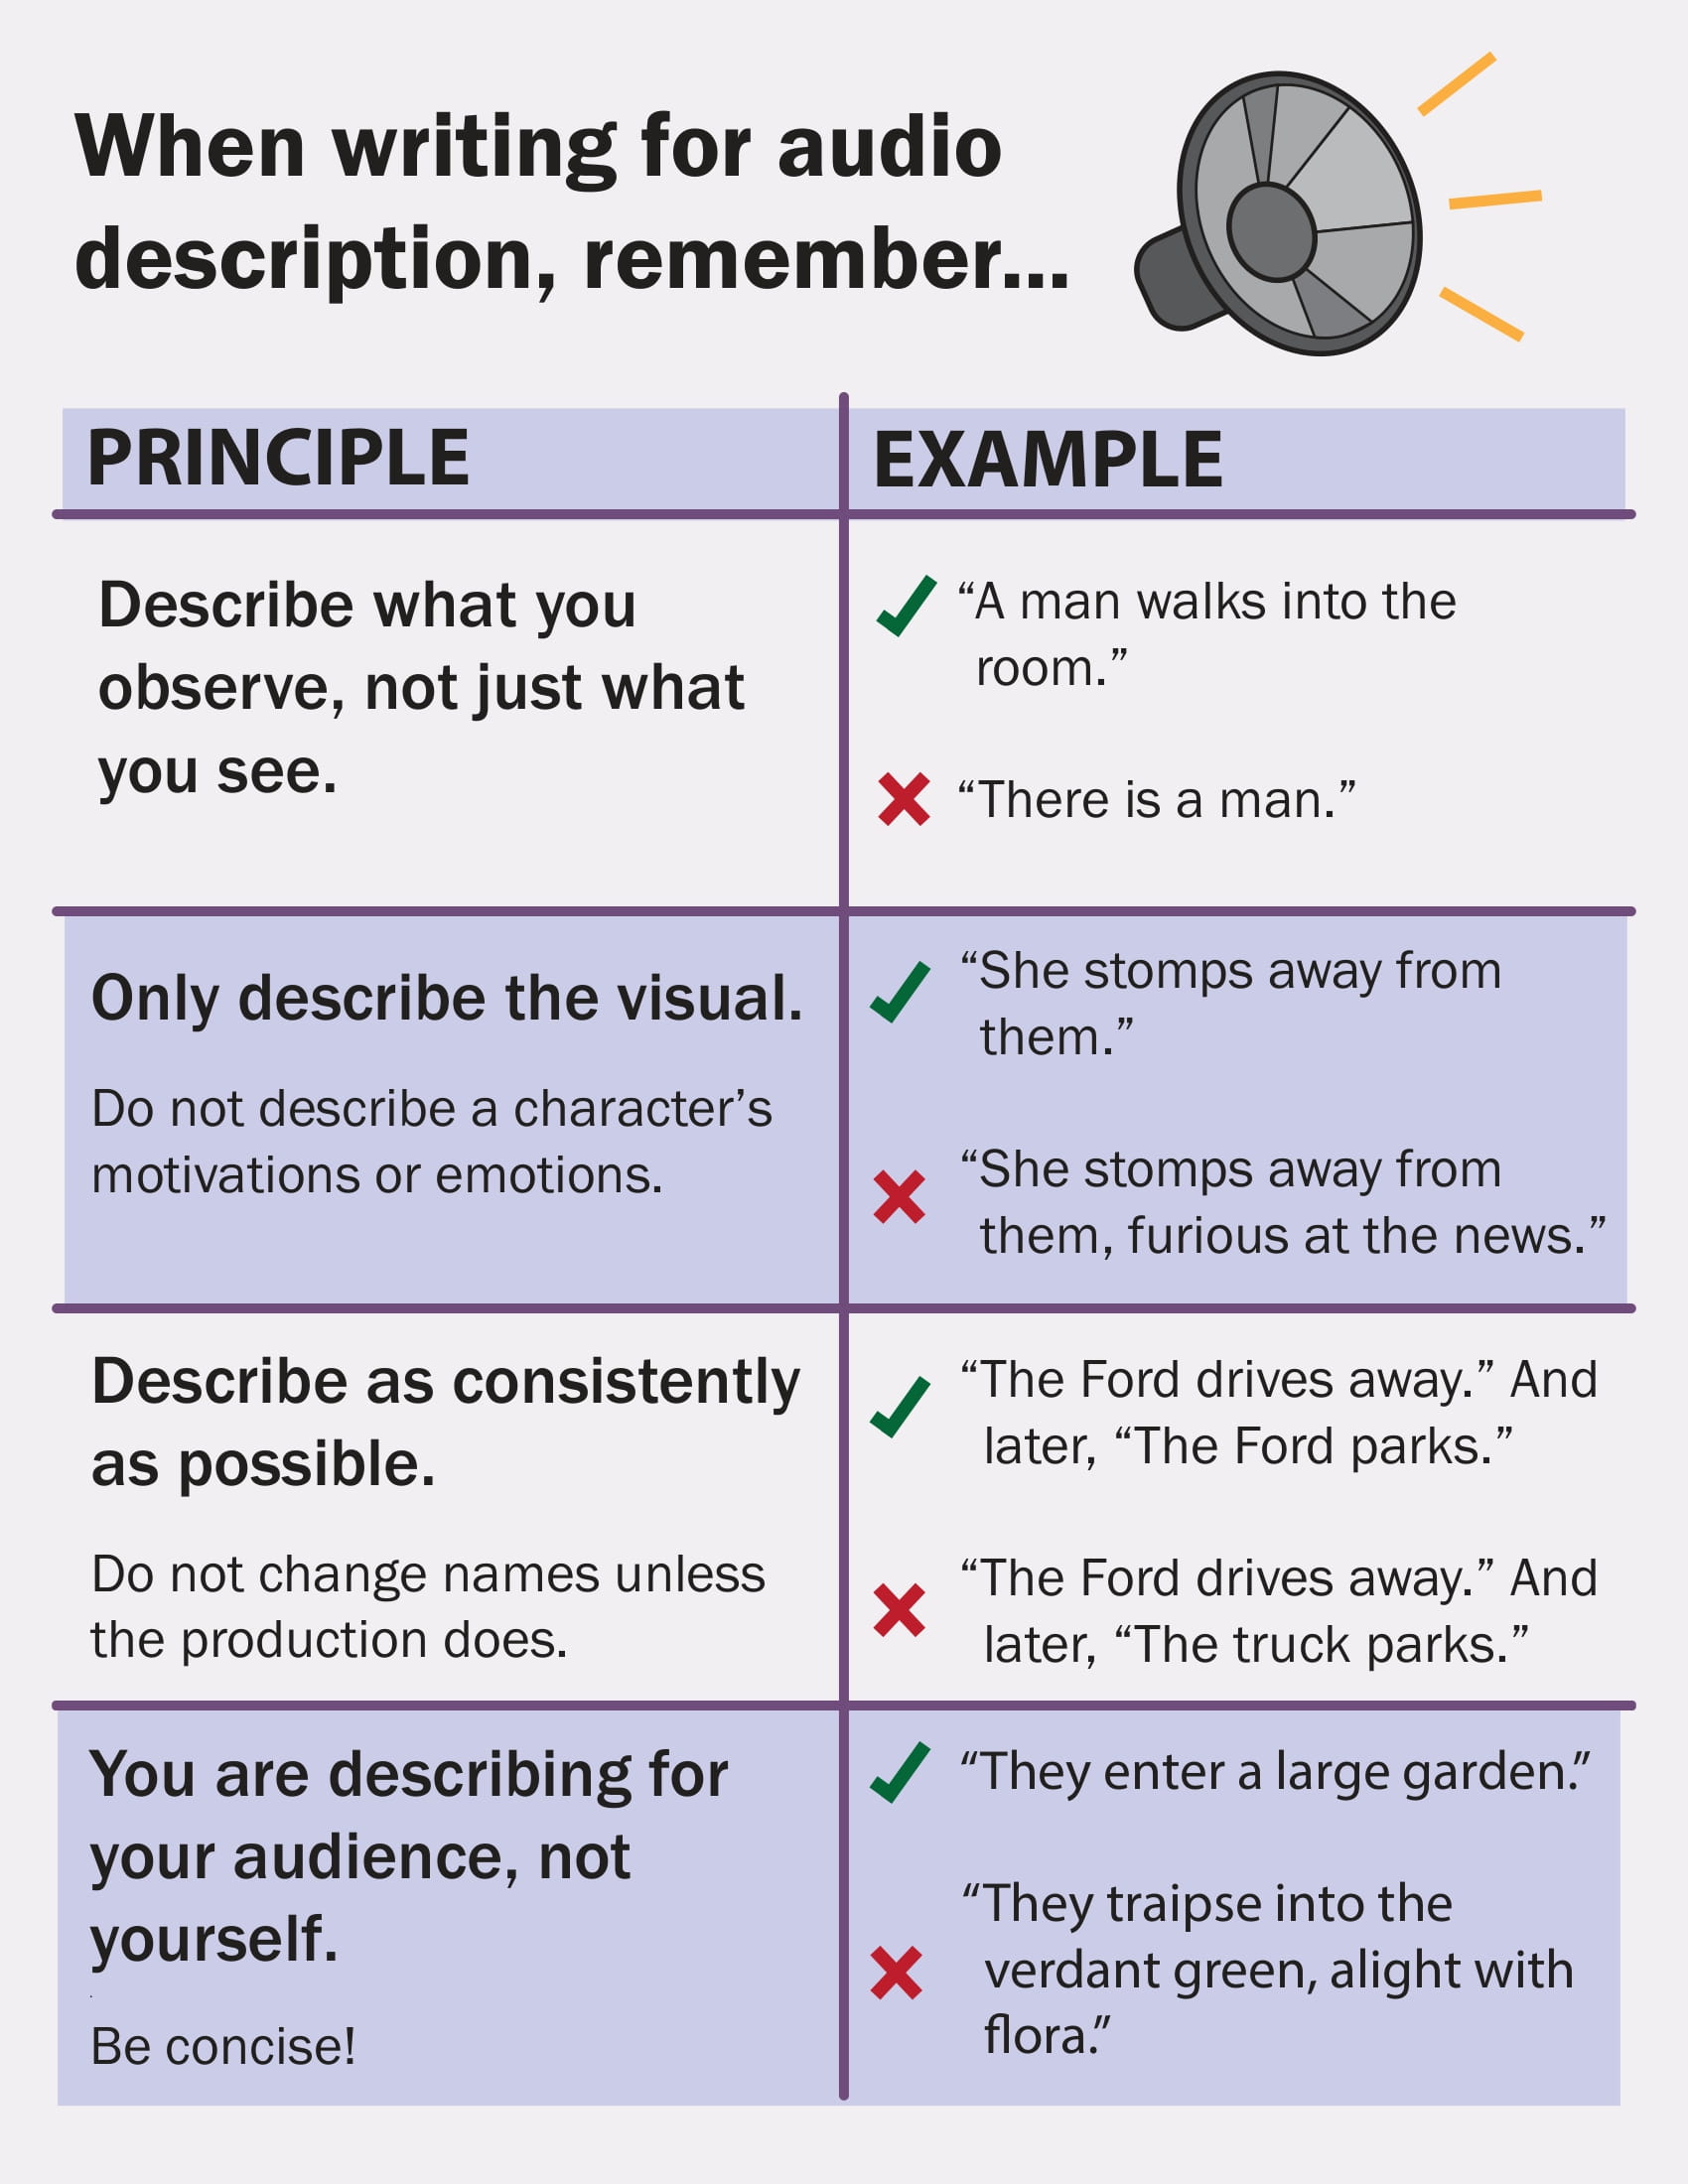 When writing for audio
description, remember...
PRINCIPLE
EXAMPLE
Describe what you
observe, not just what
you see.
“A man walks into the
room.”
“There is a man.”
Only describe the visual.
Do not describe a character’s
motivations or emotions.
“She stomps away from
them.”
“She stomps away from
them, furious at the news.”
Describe as consistently
as possible.
Do not change names unless
the production does.
“The Ford drives away.” And
later, “The Ford parks.”
“The Ford drives away.” And
later, “The truck parks.”
You are describing for
your audience, not
yourself.
.
Be concise!
“They enter a large garden.”
“They traipse into the
verdant green, alight with
flora.”